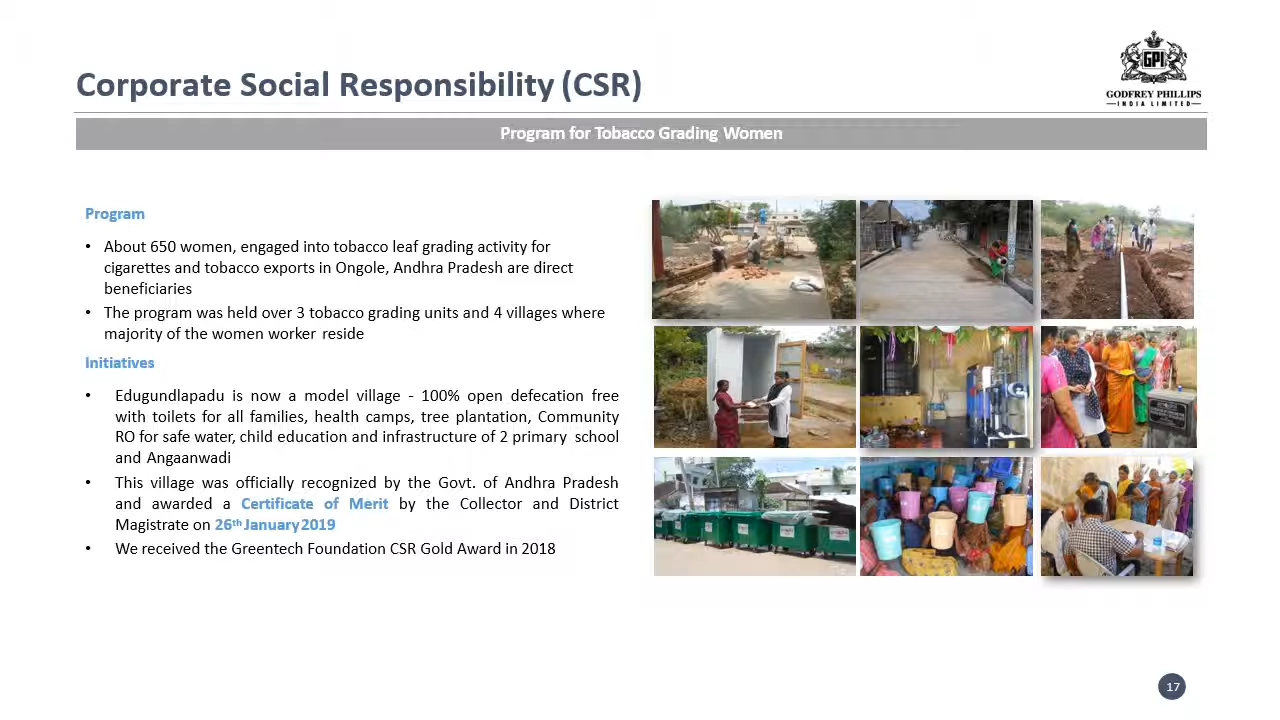 Corporate Social Responsibility (CSR)
GPI
GODFREY PHILLIPS
INDIA LIMITED
Program for Tobacco Grading Women
Program
• About 650 women, engaged into tobacco leaf grading activity for
cigarettes and tobacco exports in Ongole, Andhra Pradesh are direct
beneficiaries
• The program was held over 3 tobacco grading units and 4 villages where
majority of the women worker reside
Initiatives
• Edugundlapadu is now a model village - 100% open defecation free
with toilets for all families, health camps, tree plantation, Community
RO for safe water, child education and infrastructure of 2 primary school
and Angaanwadi
• This village was officially recognized by the Govt. of Andhra Pradesh
and awarded a Certificate of Merit by the Collector and District
Magistrate on 26th January 2019
• We received the Greentech Foundation CSR Gold Award in 2018
17